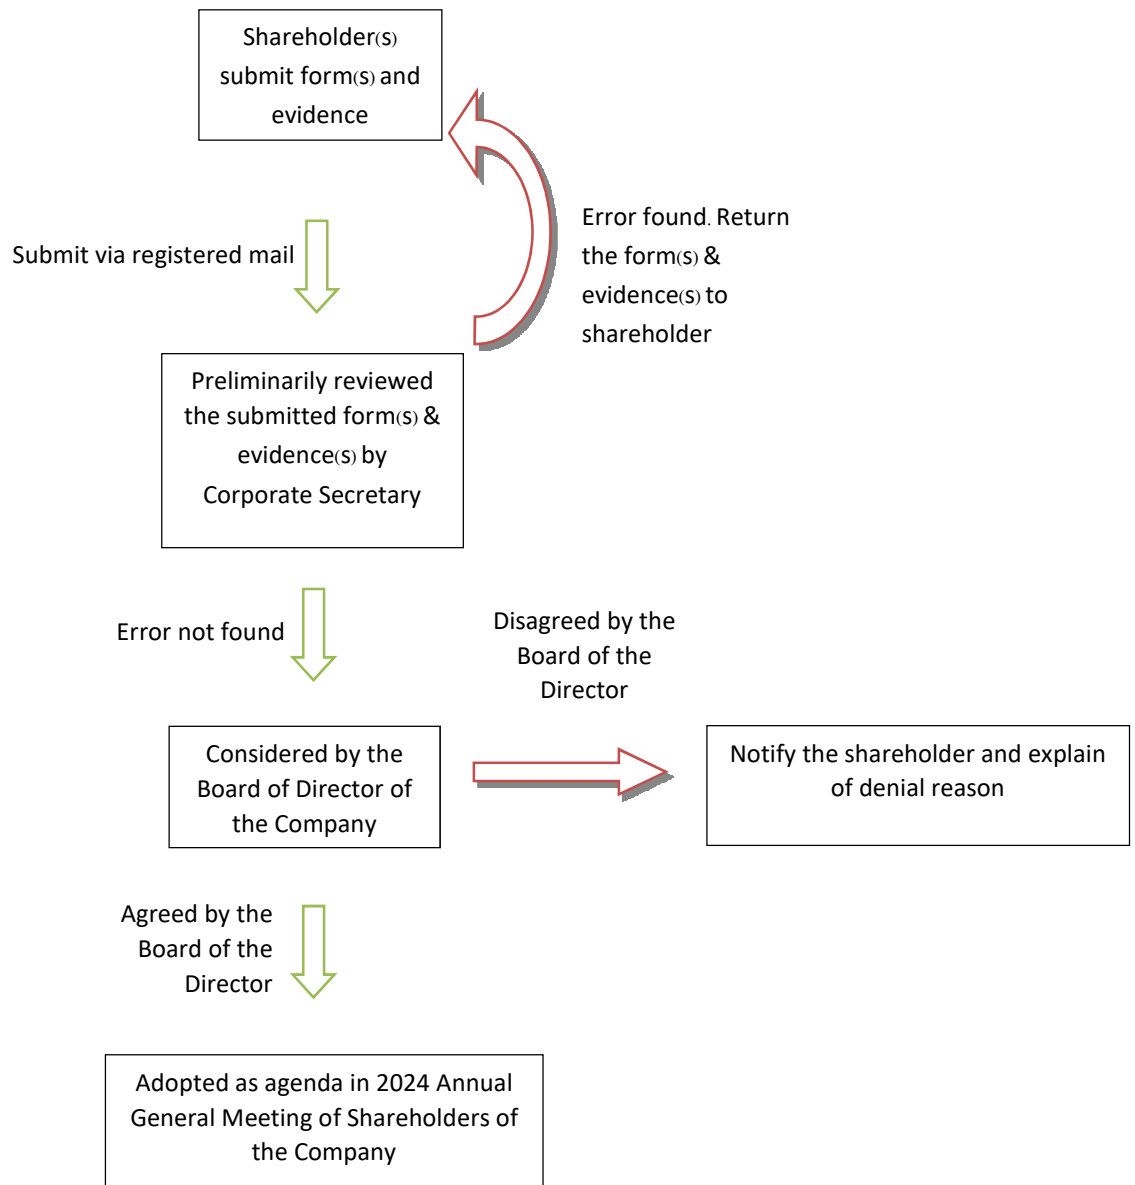 Shareholder(s)
submit form(s) and
evidence
Submit via registered mail
Error found. Return
the form(s) &
evidence(s) to
shareholder
Preliminarily reviewed
the submitted form(s) &
evidence(s) by
Corporate Secretary
Error not found
Disagreed by the
Board of the
Director
Considered by the
Board of Director of
the Company
Notify the shareholder and explain
of denial reason
Agreed by the
Board of the
Director
Adopted as agenda in 2024 Annual
General Meeting of Shareholders of
the Company